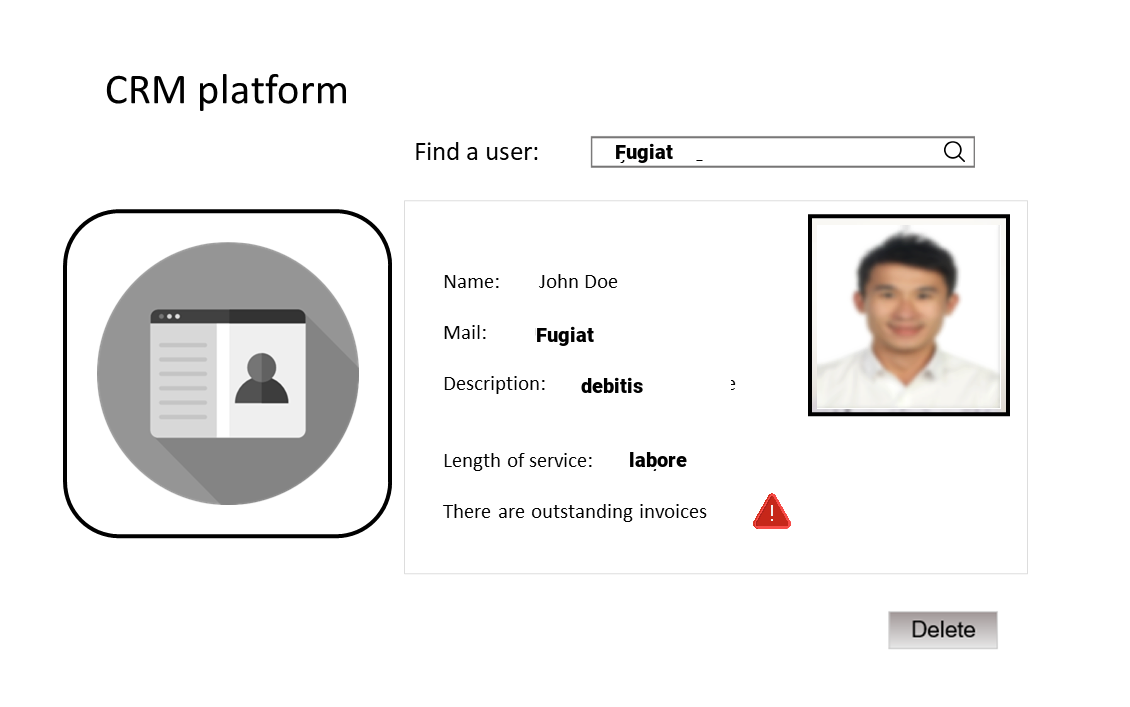 CRM platform
Find a user: Fugiat
Name: John Doe
Mail: Fugiat
Description: debitis e
Length of service: labore
There are outstanding invoices
Delete